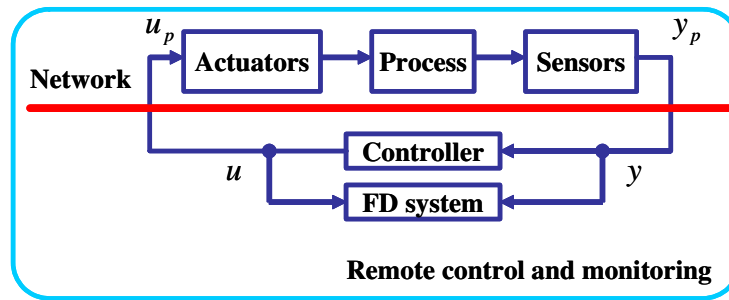 u_p
y_p
Actuators
Process
Sensors
Network
Controller
u
y
FD system
Remote control and monitoring